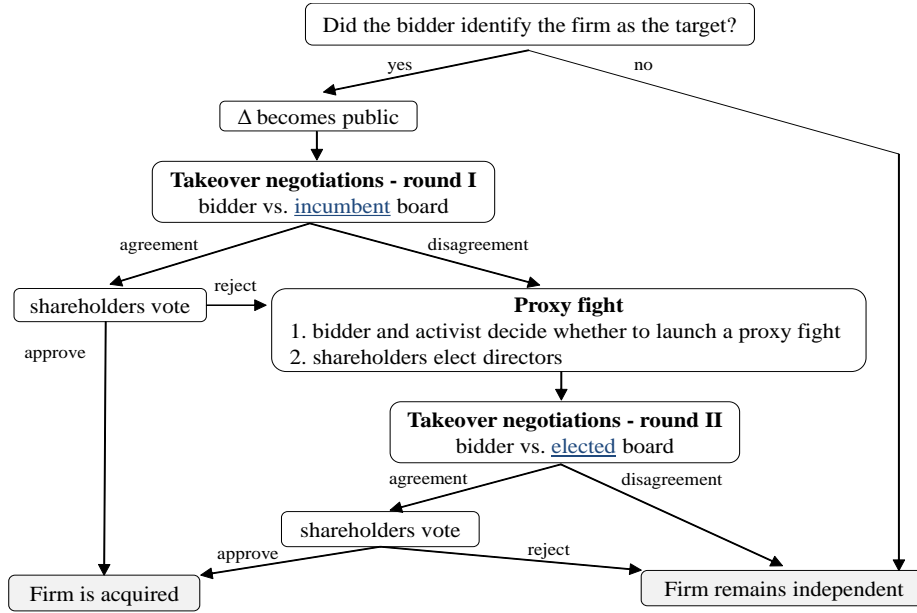 Did the bidder identify the firm as the target?
yes
no
Δ becomes public
Takeover negotiations - round I
bidder vs. incumbent board
agreement
disagreement
shareholders vote
reject
approve
Proxy fight
1. bidder and activist decide whether to launch a proxy fight
2. shareholders elect directors
Takeover negotiations - round II
bidder vs. elected board
agreement
disagreement
shareholders vote
approve
reject
Firm is acquired
Firm remains independent